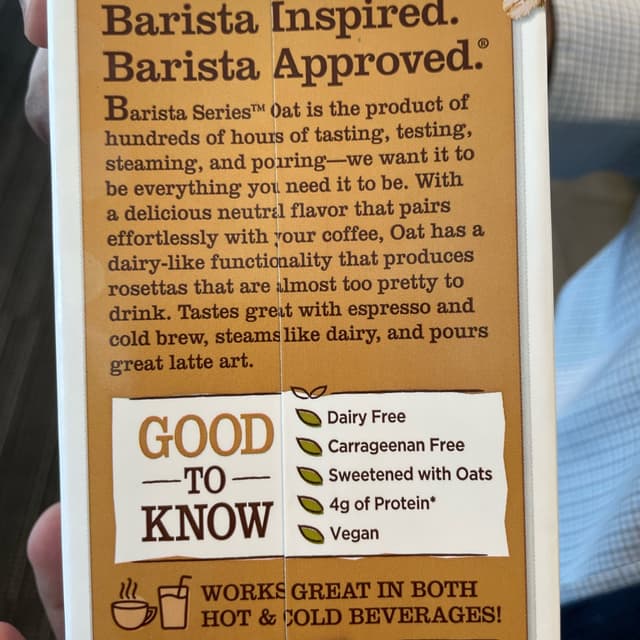 Barista Inspired.
Barista Approved.®
Barista Series™ Oat is the product of
hundreds of hours of tasting, testing,
steaming, and pouring—we want it to
be everything you need it to be. With
a delicious neutral flavor that pairs
effortlessly with your coffee, Oat has a
dairy-like functionality that produces
rosettas that are almost too pretty to
drink. Tastes great with espresso and
cold brew, steams like dairy, and pours
great latte art.
GOOD
TO
KNOW
Dairy Free
Carrageenan Free
Sweetened with Oats
4g of Protein*
Vegan
WORKS GREAT IN BOTH
HOT & COLD BEVERAGES!